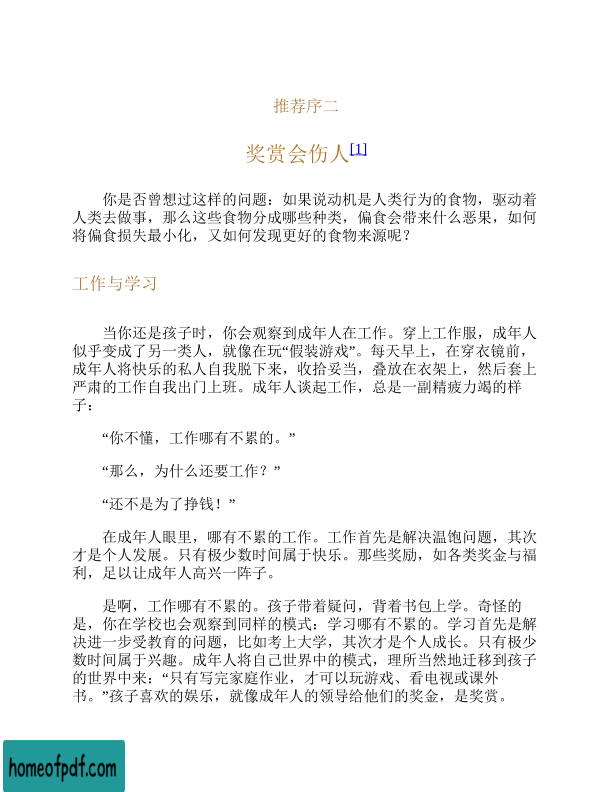 推荐序二
奖赏会伤人[1]
你是否曾想过这样的问题：如果说动机是人类行为的食物，驱动着
人类去做事，那么这些食物分成哪些种类，偏食会带来什么恶果，如何
将偏食损失最小化，又如何发现更好的食物来源呢？
工作与学习
当你还是孩子时，你会观察到成年人在工作。穿上工作服，成年人
似乎变成了另一类人，就像在玩“假装游戏”。每天早上，在穿衣镜前，
成年人将快乐的私人自我脱下来，收拾妥当，叠放在衣架上，然后套上
严肃的工作自我出门上班。成年人谈起工作，总是一副精疲力竭的样
子：
“你不懂，工作哪有不累的。”
“那么，为什么还要工作？”
“还不是为了挣钱！”
在成年人眼里，哪有不累的工作。工作首先是解决温饱问题，其次
才是个人发展。只有极少数时间属于快乐。那些奖励，如各类奖金与福
利，足以让成年人高兴一阵子。
是啊，工作哪有不累的。孩子带着疑问，背着书包上学。奇怪的
是，你在学校也会观察到同样的模式：学习哪有不累的。学习首先是解
决进一步受教育的问题，比如考上大学，其次才是个人成长。只有极少
数时间属于兴趣。成年人将自己世界中的模式，理所当然地迁移到孩子
的世界中来：“只有写完家庭作业，才可以玩游戏、看电视或课外
书。”孩子喜欢的娱乐，就像成年人的领导给他们的奖金，是奖赏。
homeofpdf.com